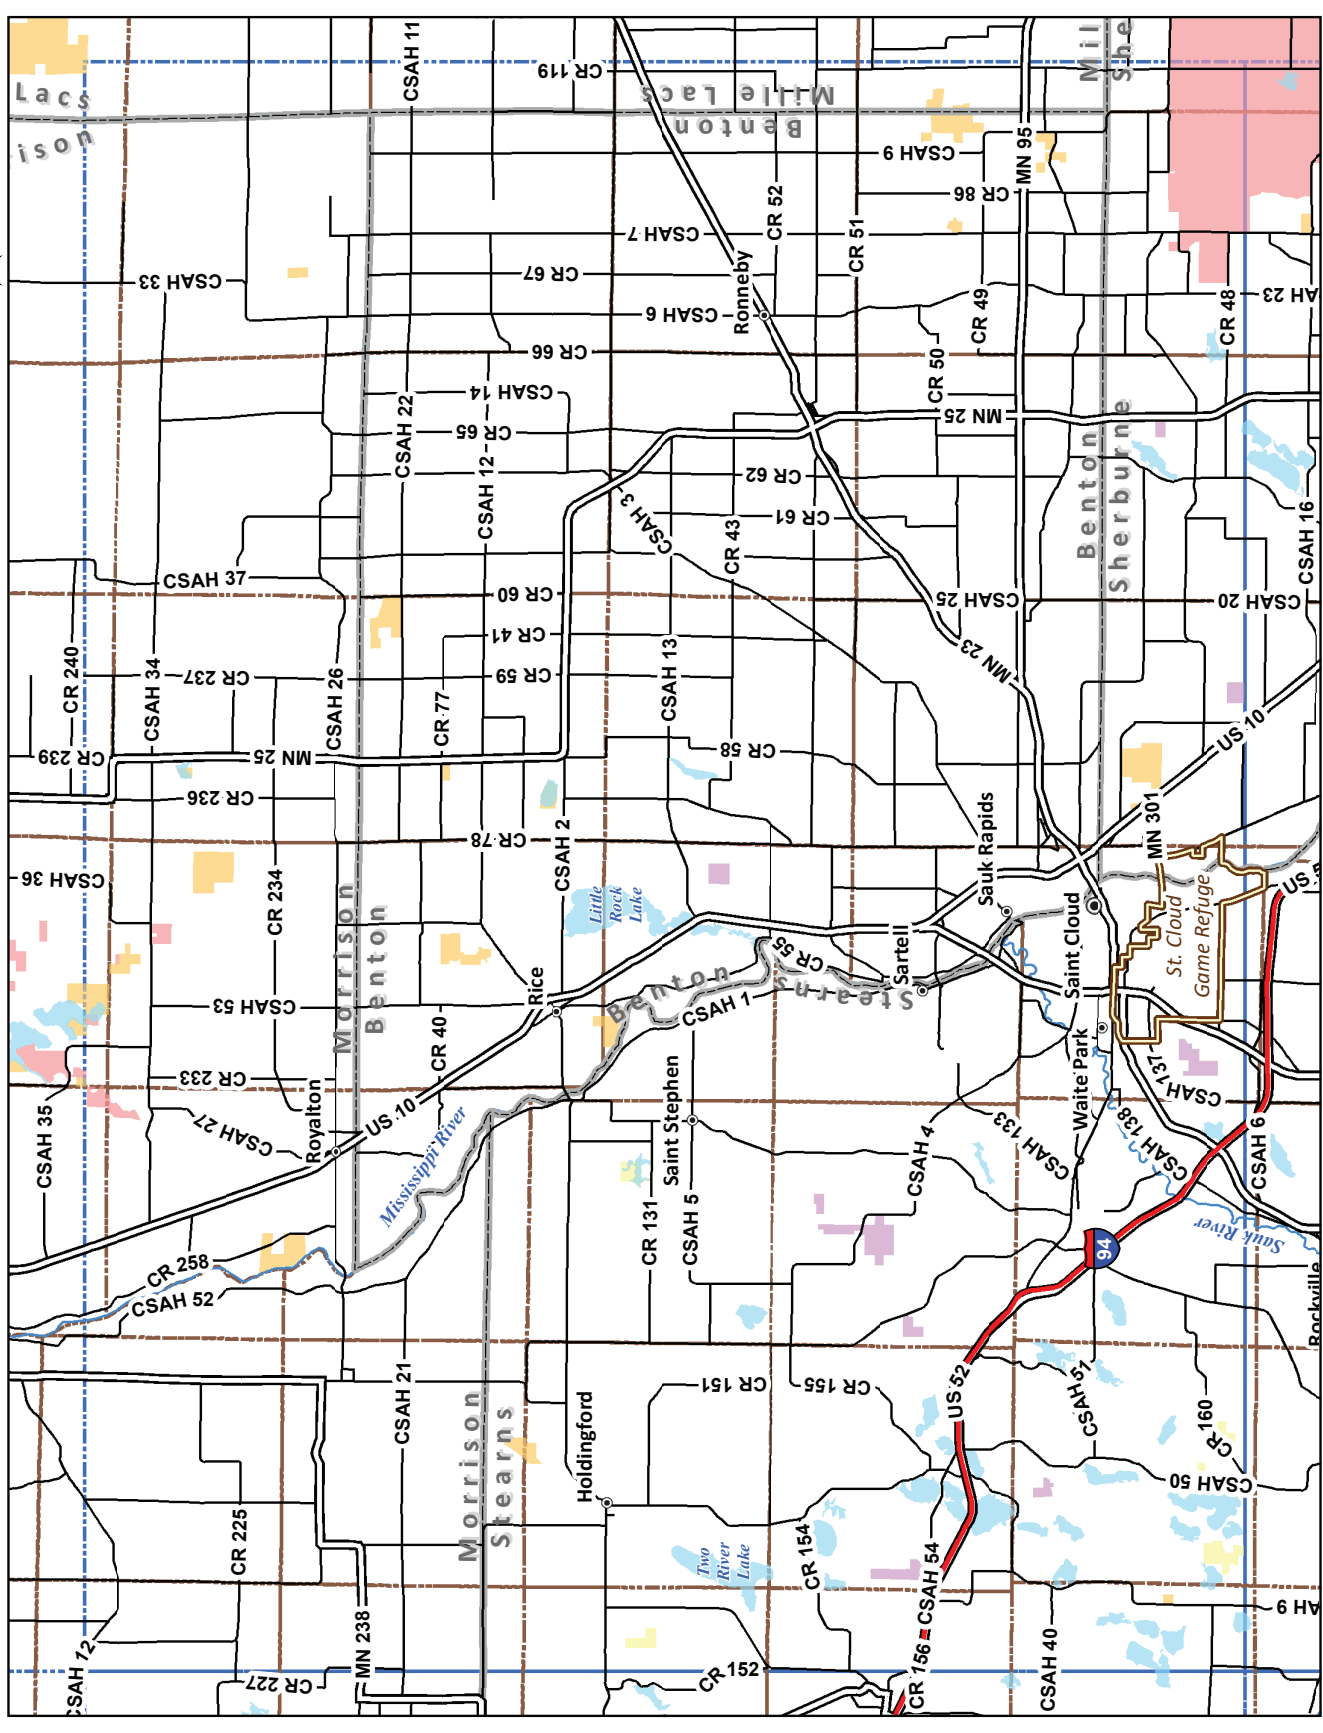 CSAH 11
CR 119
Mil
She
Lacs
ison
Mille Lacs
Benton
CSAH 9
MN 95
CR 86
CR 52
CSAH 7
CR 51
CSAH 33
CR 67
Ronneby
CSAH 6
CR 49
CR 48
AH 23
CR 66
CSAH 14
CSAH 22
CR 65
CR 50
MN 25
Benton
Sherburne
CSAH 12
CR 62
CSAH 3
CR 61
CR 43
CSAH 16
CSAH 37
CR 60
CSAH 25
CSAH 20
CR 41
CR 240
CSAH 34
CR 237
CSAH 26
CR 59
CSAH 13
MN 23
CR 77
CR 239
MN 25
CR 58
US 10
CR 236
CR 78
CSAH 2
Sauk Rapids
MN 301
CSAH 36
CR 234
Morrison
Benton
Little
Rock
Lake
Saint Cloud
St. Cloud
Game Refuge
US 5
Sartell
CR 55
CSAH 53
Rice
Benton
Stearns
CSAH 1
CR 40
CR 233
CSAH 35
CSAH 27
Royalton
US 10
Mississippi River
Saint Stephen
Waite Park
CSAH 137
CSAH 133
CSAH 138
CSAH 4
CSAH 6
CR 131
CSAH 5
94
Sauk River
CR 258
CSAH 52
Rockville
CSAH 21
Morrison
Stearns
Holdingford
CR 151
CR 155
US 52
CSAH 51
CR 160
CSAH 50
CR 225
Two
River
Lake
CR 154
CSAH 54
AH 9
CSAH 12
CR 227
MN 238
CR 152
CR 156
CSAH 40